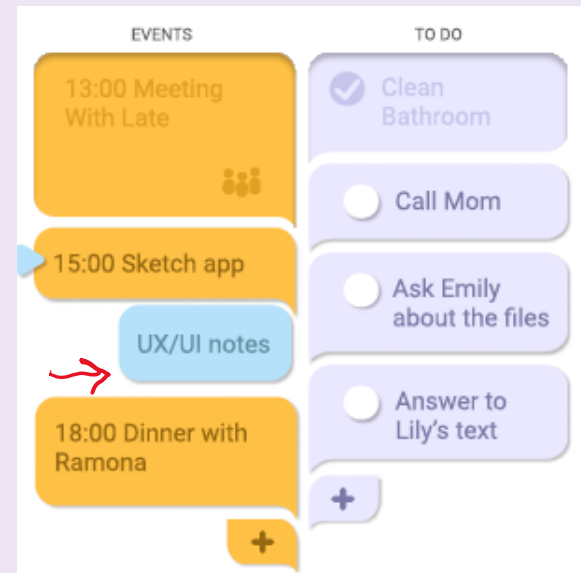 EVENTS
13:00 Meeting
With Late
15:00 Sketch app
UX/UI notes
18:00 Dinner with
Ramona
+
TO DO
Clean
Bathroom
Call Mom
Ask Emily
about the files
Answer to
Lily's text
+